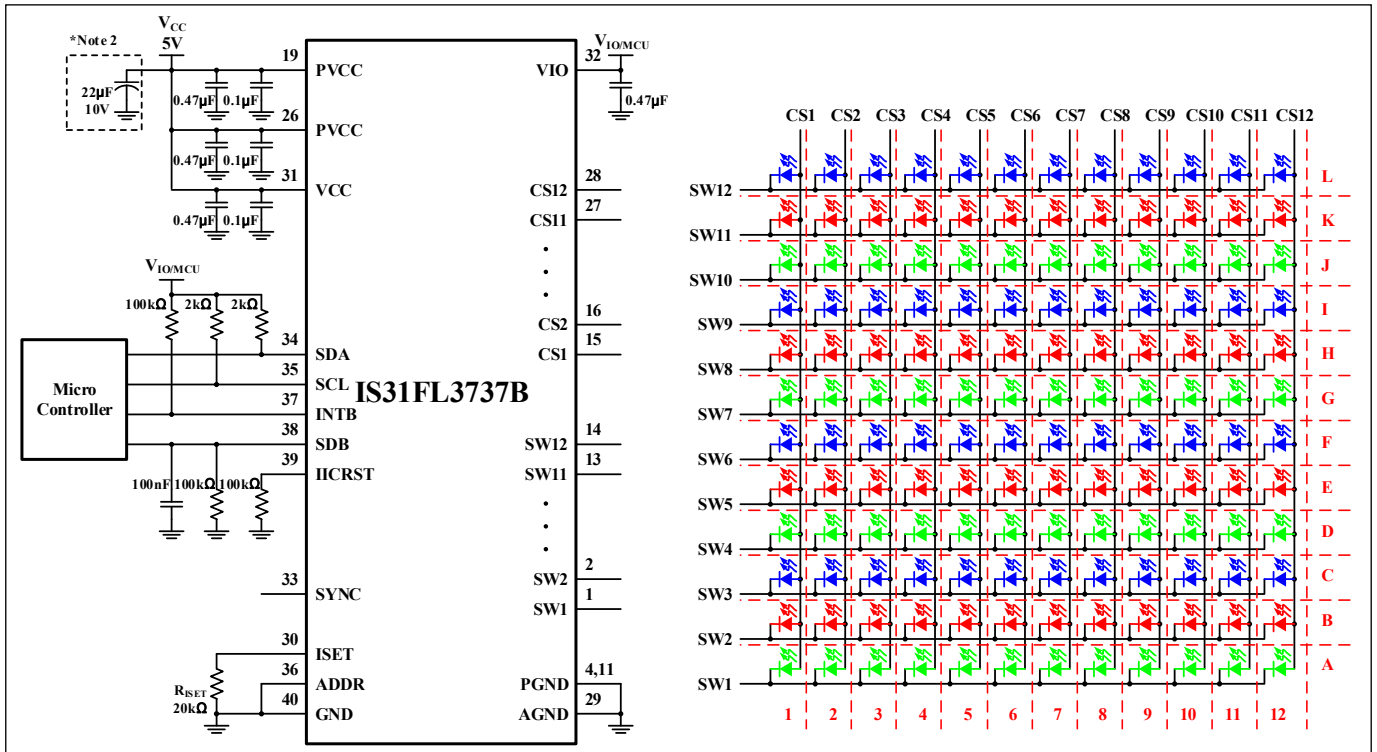 *Note 2
VCC
5V
22μF
10V
0.47μF 0.1μF
0.47μF 0.1μF
0.47μF 0.1μF
19 PVCC
26 PVCC
31 VCC
VIO/MCU
100kΩ 2kΩ 2kΩ
Micro
Controller
34 SDA
35 SCL
37 INTB
38 SDB
39 IICRST
100nF 100kΩ 100kΩ
33 SYNC
30 ISET
36 ADDR
40 GND
RISET
20kΩ
IS31FL3737B
VIO 32
VIO/MCU
0.47μF
CS12 28
CS11 27
CS2 16
CS1 15
SW12 14
SW11 13
SW2 2
SW1 1
PGND 4,11
AGND 29
CS1 CS2 CS3 CS4 CS5 CS6 CS7 CS8 CS9 CS10 CS11 CS12
SW12 L
SW11 K
SW10 J
SW9 I
SW8 H
SW7 G
SW6 F
SW5 E
SW4 D
SW3 C
SW2 B
SW1 A
1 2 3 4 5 6 7 8 9 10 11 12